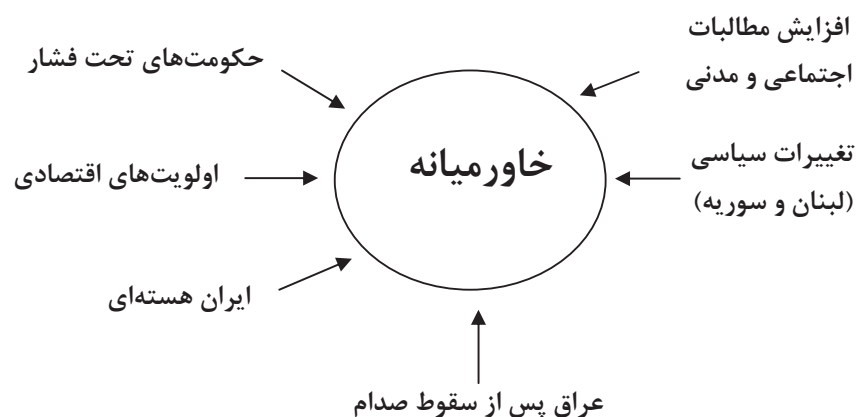 افزایش مطالبات
اجتماعی و مدنی
حکومت‌های تحت فشار
خاورمیانه
تغییرات سیاسی
(لبنان و سوریه)
اولویت‌های اقتصادی
ایران هسته‌ای
عراق پس از سقوط صدام